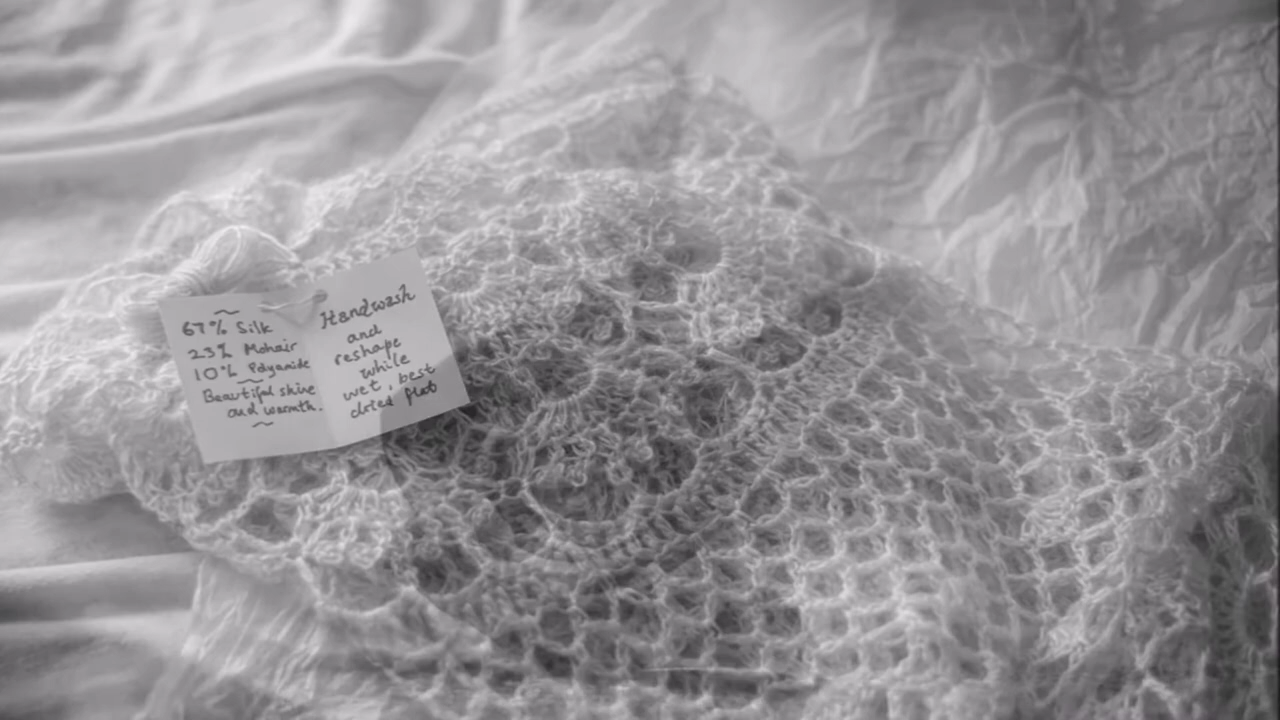 67% Silk
23% Mohair
10% Polyamide
Beautiful shine
and warmth.
Handwash
and
reshape
while
wet, best
dried flat